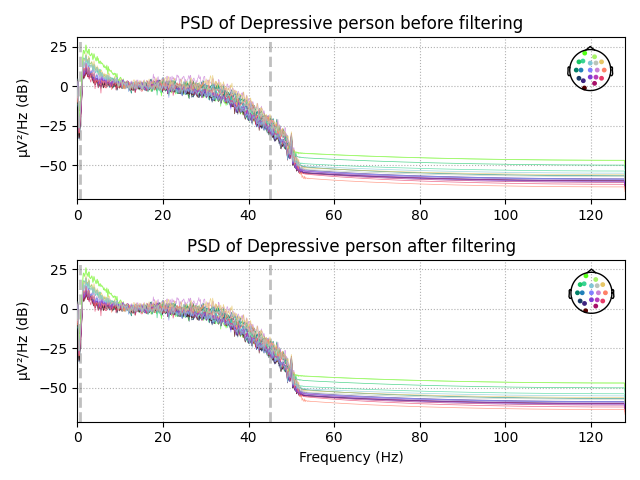 PSD of Depressive person before filtering
μV²/Hz (dB)
25
0
−25
−50
0 20 40 60 80 100 120
PSD of Depressive person after filtering
μV²/Hz (dB)
25
0
−25
−50
0 20 40 60 80 100 120
Frequency (Hz)